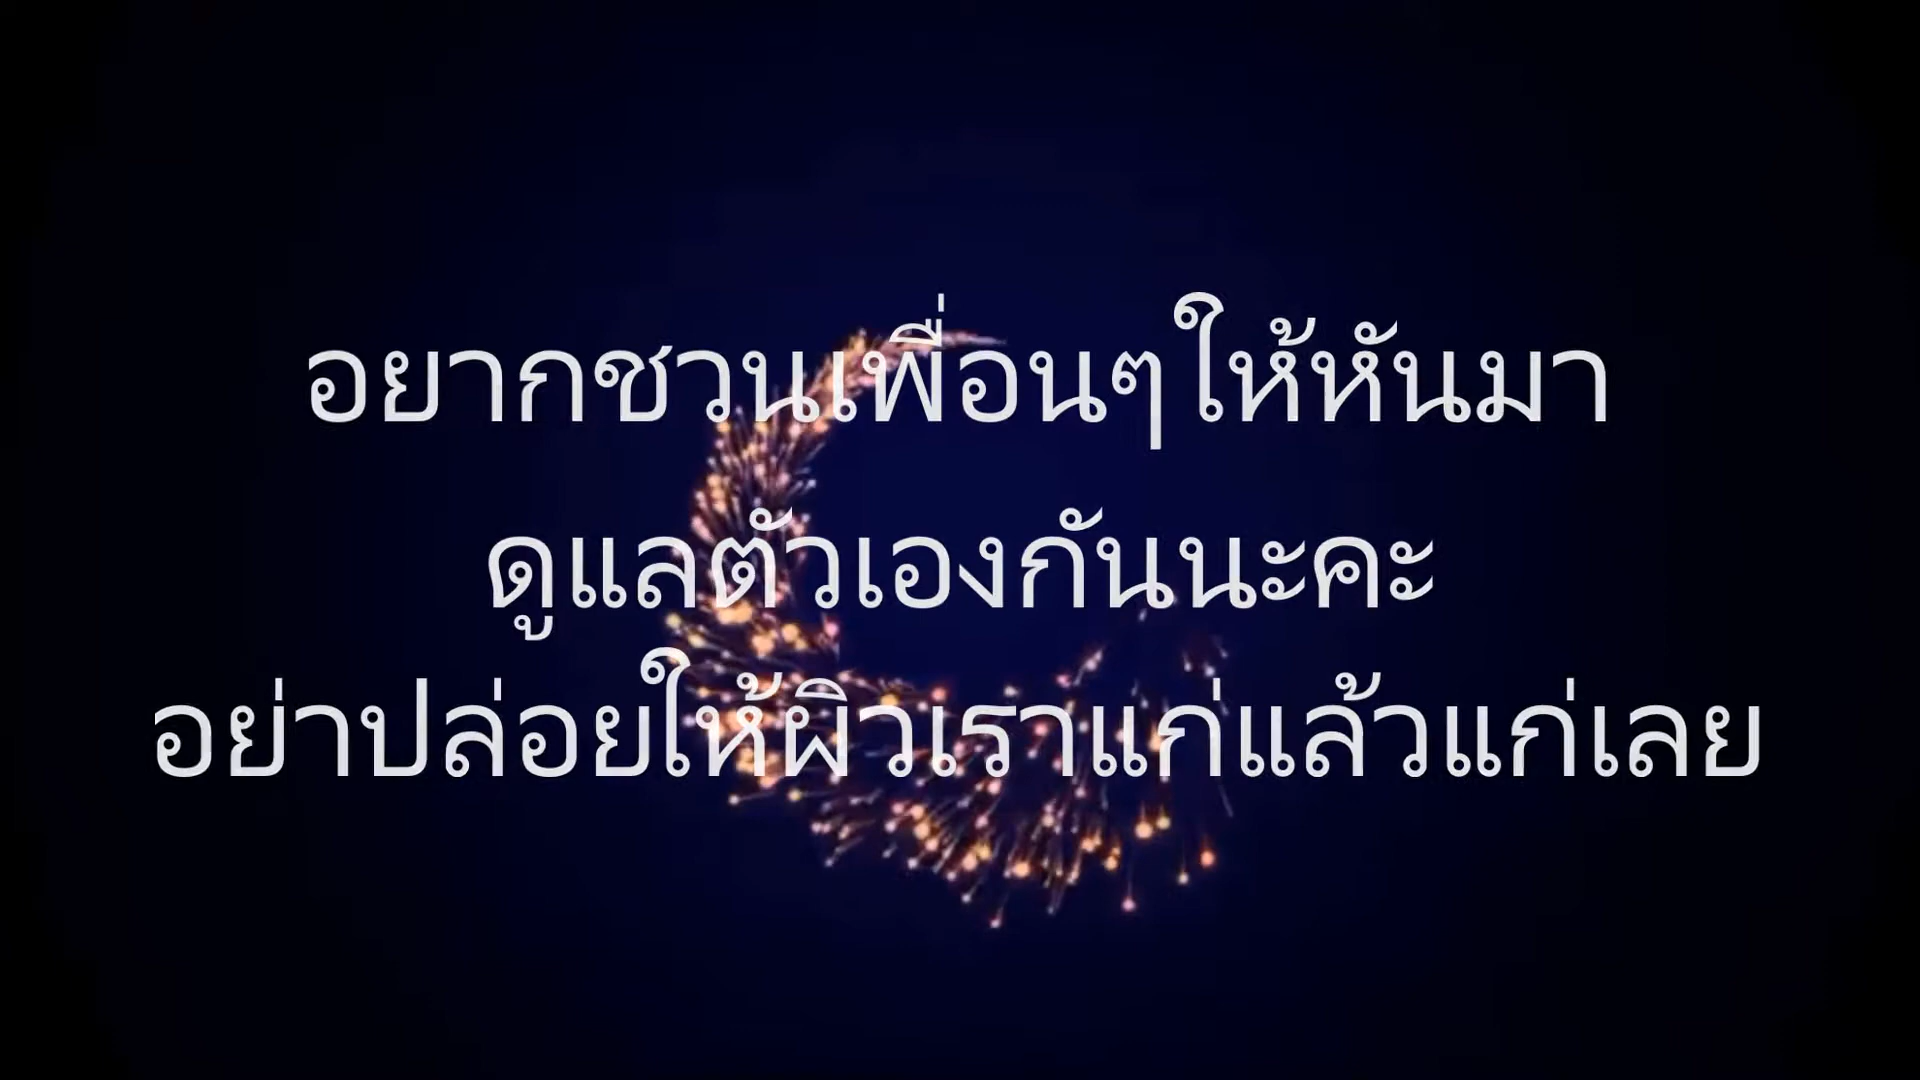 อยากชวนเพื่อนๆให้หันมา
ดูแลตัวเองกันนะคะ
อย่าปล่อยให้ผิวเราแก่แล้วแก่เลย